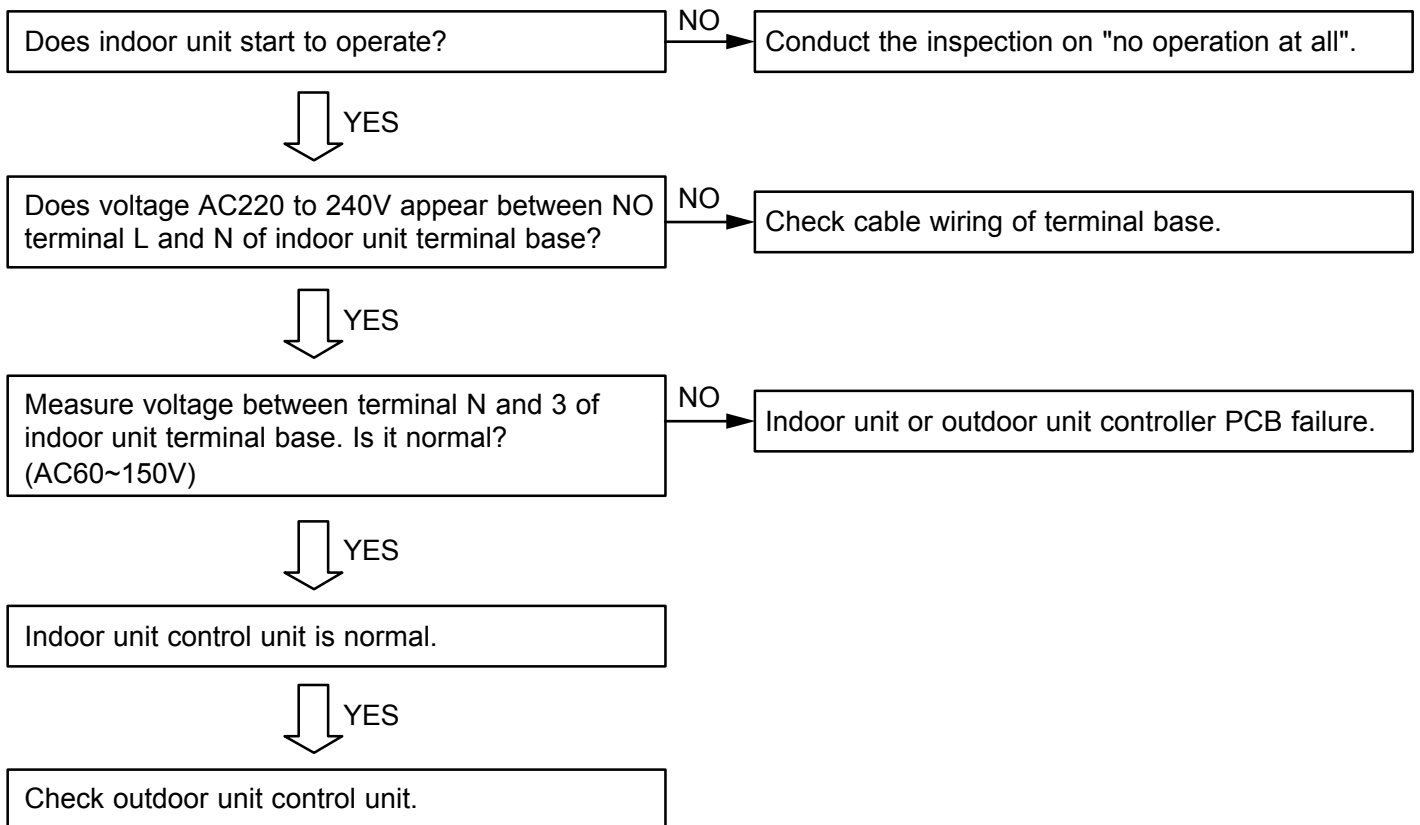 Does indoor unit start to operate?
NO
Conduct the inspection on "no operation at all".
YES
Does voltage AC220 to 240V appear between NO
terminal L and N of indoor unit terminal base?
NO
Check cable wiring of terminal base.
YES
Measure voltage between terminal N and 3 of
indoor unit terminal base. Is it normal?
(AC60~150V)
NO
Indoor unit or outdoor unit controller PCB failure.
YES
Indoor unit control unit is normal.
YES
Check outdoor unit control unit.